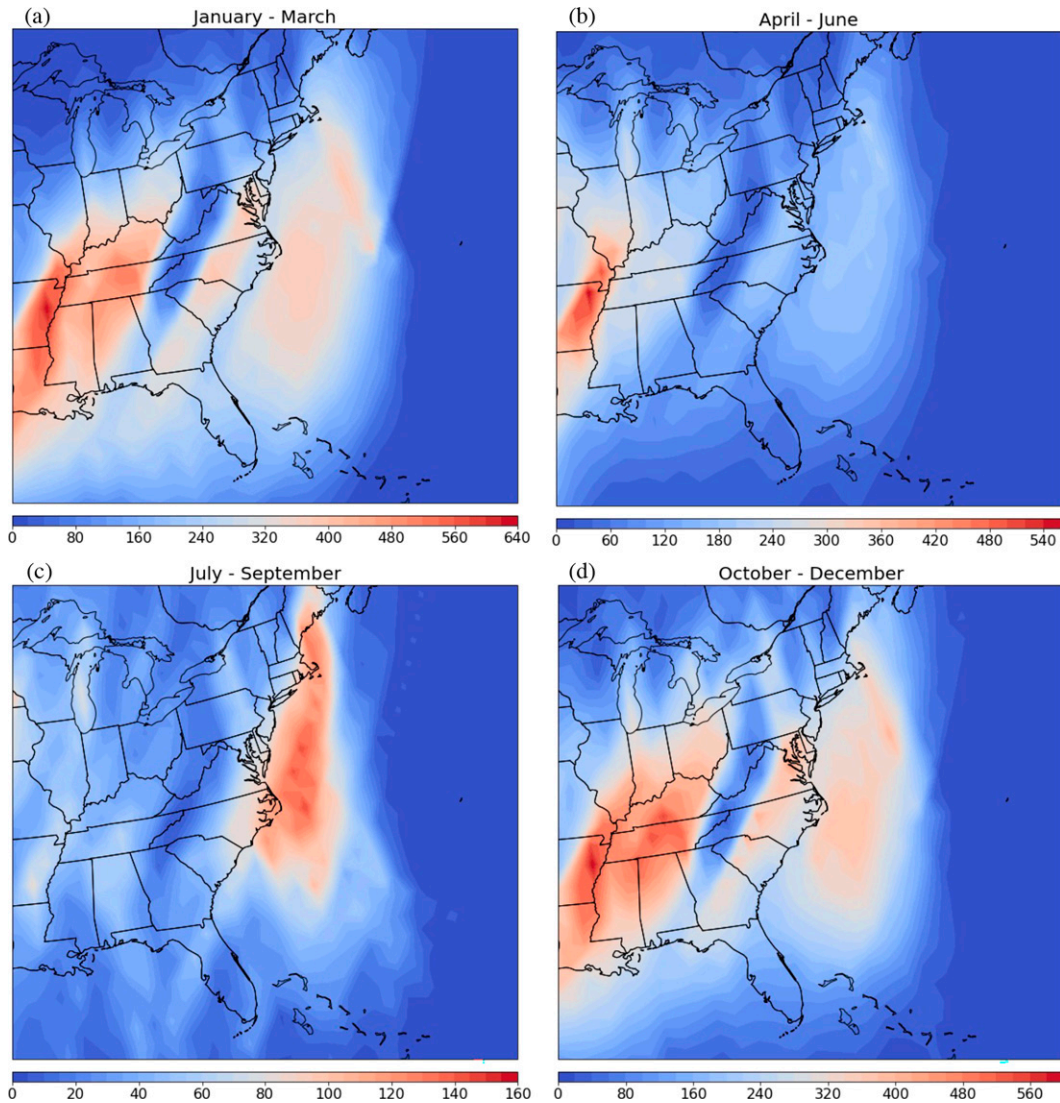 (a) January - March
(b) April - June
0 80 160 240 320 400 480 560 640
0 60 120 180 240 300 360 420 480 540
(c) July - September
(d) October - December
0 20 40 60 80 100 120 140 160
0 80 160 240 320 400 480 560